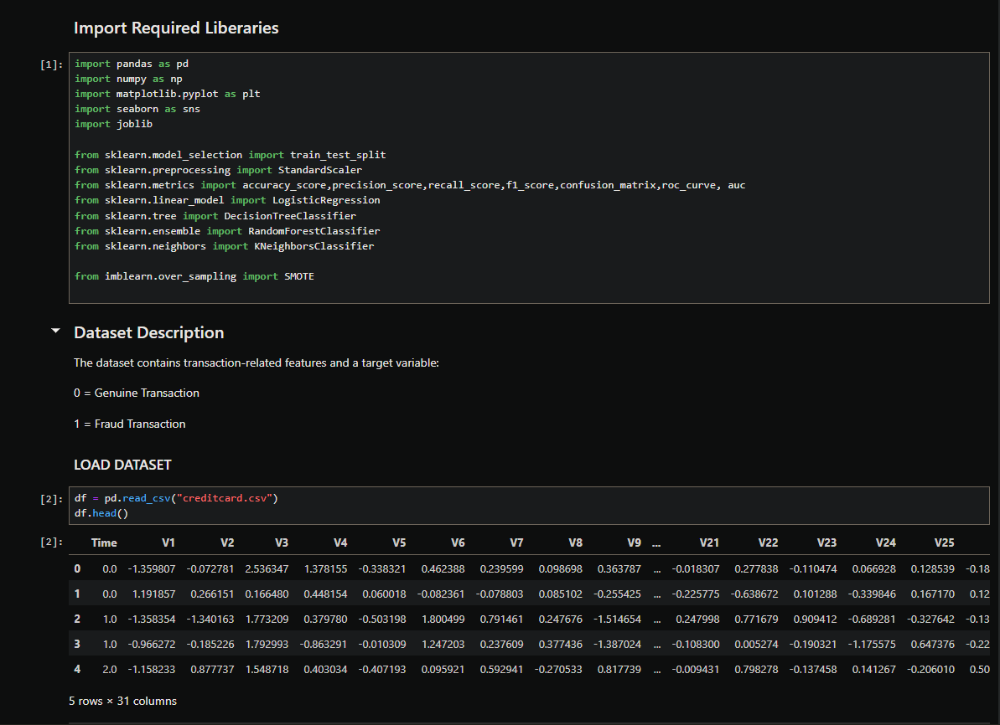 Import Required Liberaries
[1]:
import pandas as pd
import numpy as np
import matplotlib.pyplot as plt
import seaborn as sns
import joblib
from sklearn.model_selection import train_test_split
from sklearn.preprocessing import StandardScaler
from sklearn.metrics import accuracy_score,precision_score,recall_score,f1_score,confusion_matrix,roc_curve, auc
from sklearn.linear_model import LogisticRegression
from sklearn.tree import DecisionTreeClassifier
from sklearn.ensemble import RandomForestClassifier
from sklearn.neighbors import KNeighborsClassifier
from imblearn.over_sampling import SMOTE
Dataset Description
The dataset contains transaction-related features and a target variable:
0 = Genuine Transaction
1 = Fraud Transaction
LOAD DATASET
[2]:
df = pd.read_csv("creditcard.csv")
df.head()
[2]:
Time V1 V2 V3 V4 V5 V6 V7 V8 V9 ... V21 V22 V23 V24 V25
0 0.0 -1.359807 -0.072781 2.536347 1.378155 -0.338321 0.462388 0.239599 0.098698 0.363787 ... -0.018307 0.277838 -0.110474 0.066928 0.128539 -0.18
1 0.0 1.191857 0.266151 0.166480 0.448154 0.060018 -0.082361 -0.078803 0.085102 -0.255425 ... -0.225775 -0.638672 0.101288 -0.339846 0.167170 0.12
2 1.0 -1.358354 -1.340163 1.773209 0.379780 -0.503198 1.800499 0.791461 0.247676 -1.514654 ... 0.247998 0.771679 0.909412 -0.689281 -0.327642 -0.13
3 1.0 -0.966272 -0.185226 1.792993 -0.863291 -0.010309 1.247203 0.237609 0.377436 -1.387024 ... -0.108300 0.005274 -0.190321 -1.175575 0.647376 -0.22
4 2.0 -1.158233 0.877737 1.548718 0.403034 -0.407193 0.095921 0.592941 -0.270533 0.817739 ... -0.009431 0.798278 -0.137458 0.141267 -0.206010 0.50
5 rows × 31 columns